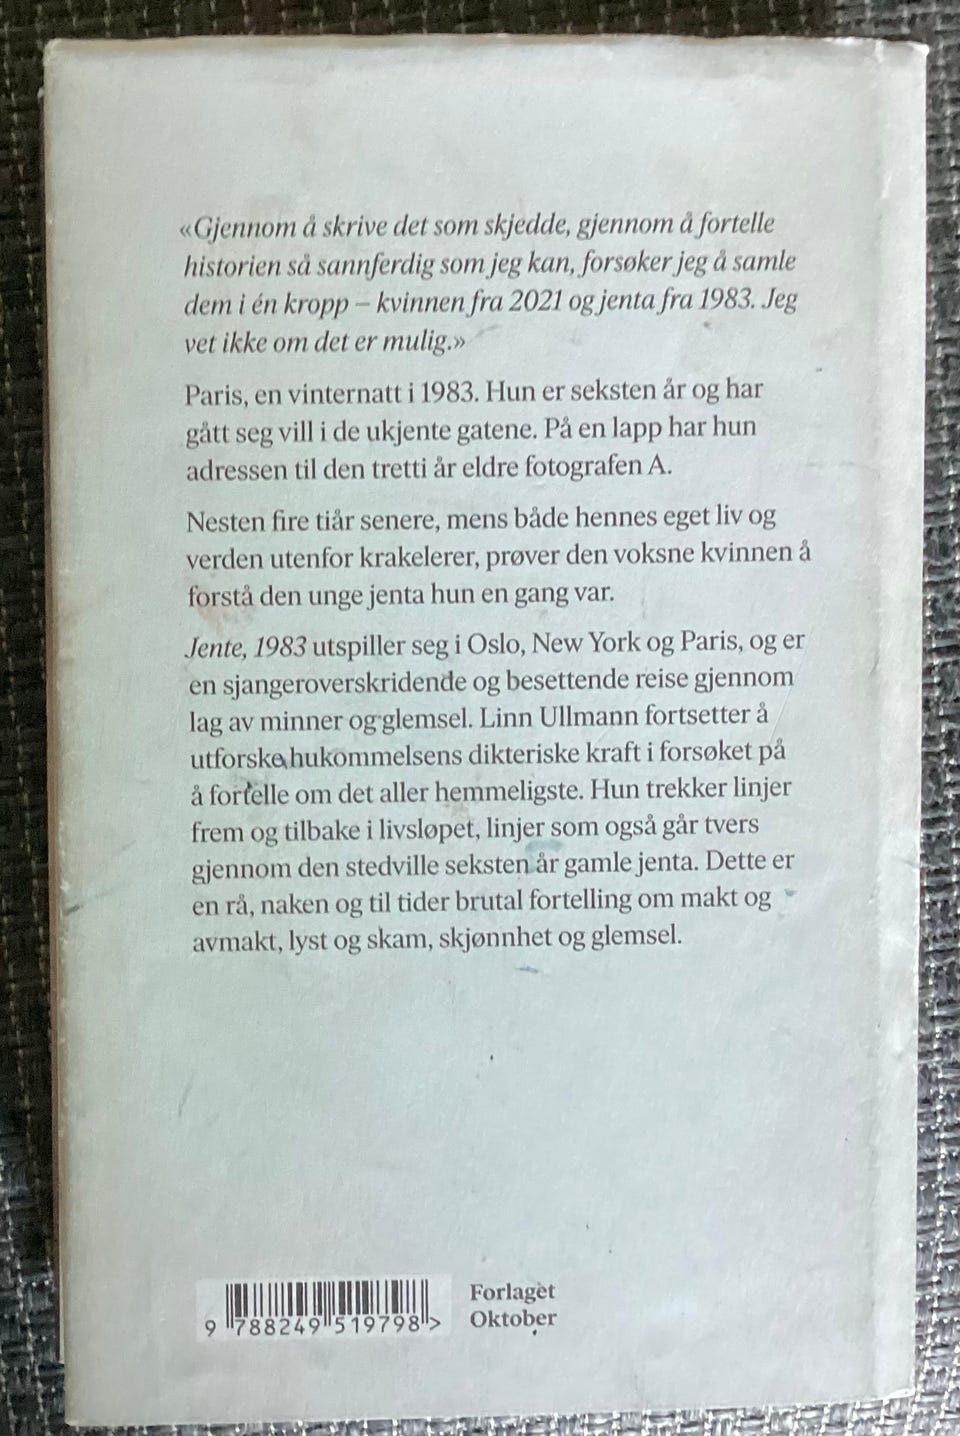 «Gjennom å skrive det som skjedde, gjennom å fortelle
historien så sannferdig som jeg kan, forsøker jeg å samle
dem i én kropp – kvinnen fra 2021 og jenta fra 1983. Jeg
vet ikke om det er mulig.»
Paris, en vinternatt i 1983. Hun er seksten år og har
gått seg vill i de ukjente gatene. På en lapp har hun
adressen til den tretti år eldre fotografen A.
Nesten fire tiår senere, mens både hennes eget liv og
verden utenfor krakelerer, prøver den voksne kvinnen å
forstå den unge jenta hun en gang var.
Jente, 1983 utspiller seg i Oslo, New York og Paris, og er
en sjangeroverskridende og besettende reise gjennom
lag av minner og glemsel. Linn Ullmann fortsetter å
utforske hukommelsens dikteriske kraft i forsøket på
å fortelle om det aller hemmeligste. Hun trekker linjer
frem og tilbake i livsløpet, linjer som også går tvers
gjennom den stedville seksten år gamle jenta. Dette er
en rå, naken og til tider brutal fortelling om makt og
avmakt, lyst og skam, skjønnhet og glemsel.
9 788249 519798 >
Forlaget
Oktober